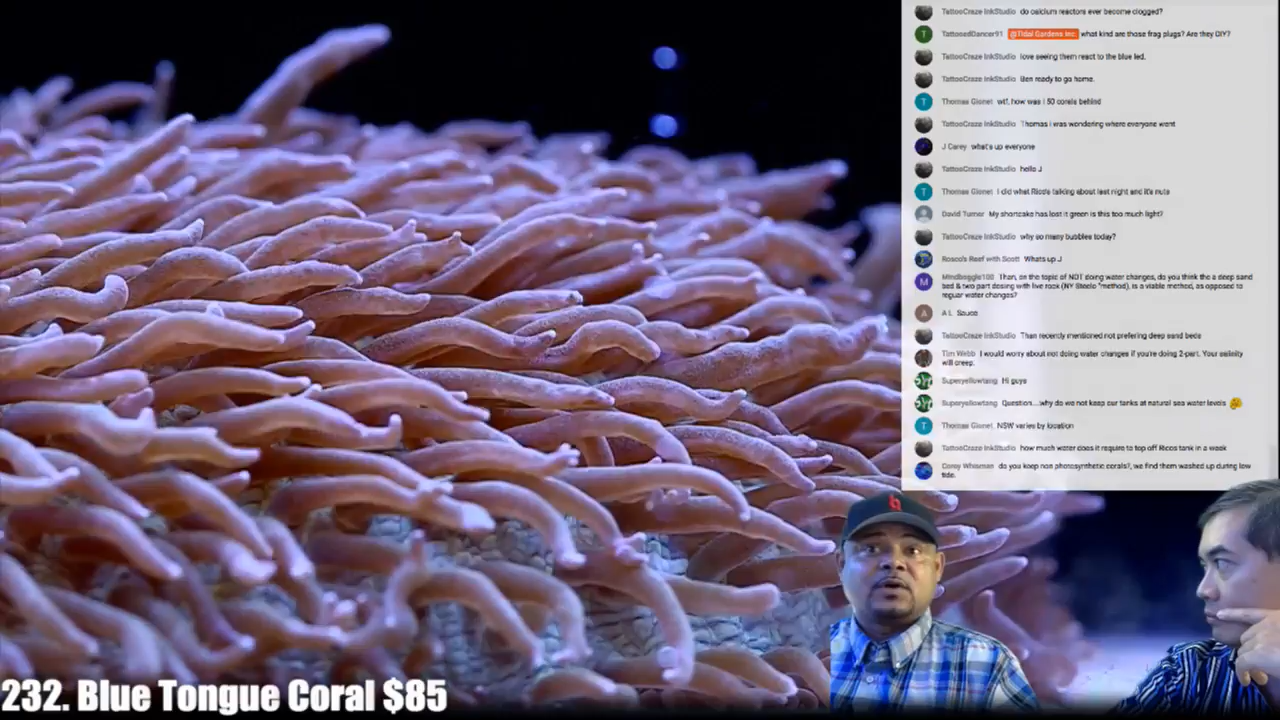 TattooCraze InkStudio do calcium reactors ever become clogged?
T TattooedDancer91 @Tidal Gardens Inc. what kind are those frag plugs? Are they DIY?
TattooCraze InkStudio love seeing them react to the blue led.
TattooCraze InkStudio Ben ready to go home.
T Thomas Gionet wtf, how was I 50 corals behind
TattooCraze InkStudio Thomas I was wondering where everyone went
J Carey what's up everyone
TattooCraze InkStudio hello J
T Thomas Gionet I did what Rico's talking about last night and it's nuts
David Turner My shortcake has lost it green is this too much light?
TattooCraze InkStudio why so many bubbles today?
Rosco's Reef with Scott Whats up J
M Mindboggle100 Than, on the topic of NOT doing water changes, do you think the a deep sand
bed & two part dosing with live rock (NY Steelo "method), is a viable method, as opposed to
reguar water changes?
A A L Sauce
TattooCraze InkStudio Than recently mentioned not prefering deep sand beds
Tim Webb I would worry about not doing water changes if you're doing 2-part. Your salinity
will creep.
Superyellowtang Hi guys
Superyellowtang Question....why do we not keep our tanks at natural sea water levels 🤔
T Thomas Gionet NSW varies by location
TattooCraze InkStudio how much water does it require to top off Ricos tank in a week
Corey Whisman do you keep non photosynthetic corals?, we find them washed up during low
tide.
232. Blue Tongue Coral $85